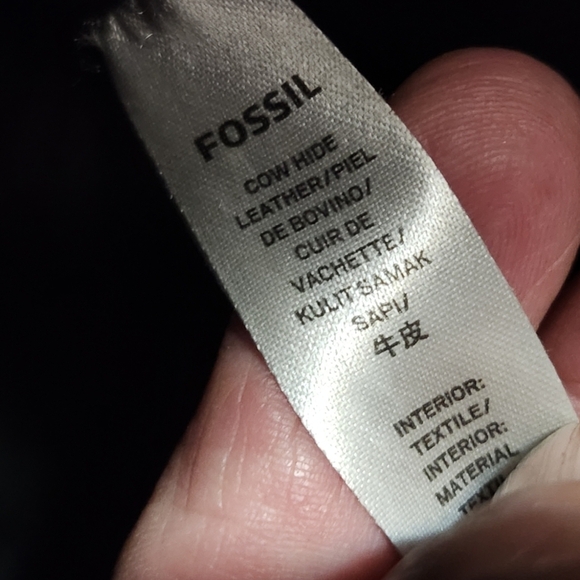 FOSSIL
COW HIDE
LEATHER/PIEL
DE BOVINO/
CUIR DE
VACHETTE/
KULIT SAMAK
SAPI/
牛皮
INTERIOR:
TEXTILE/
INTERIOR:
MATERIAL